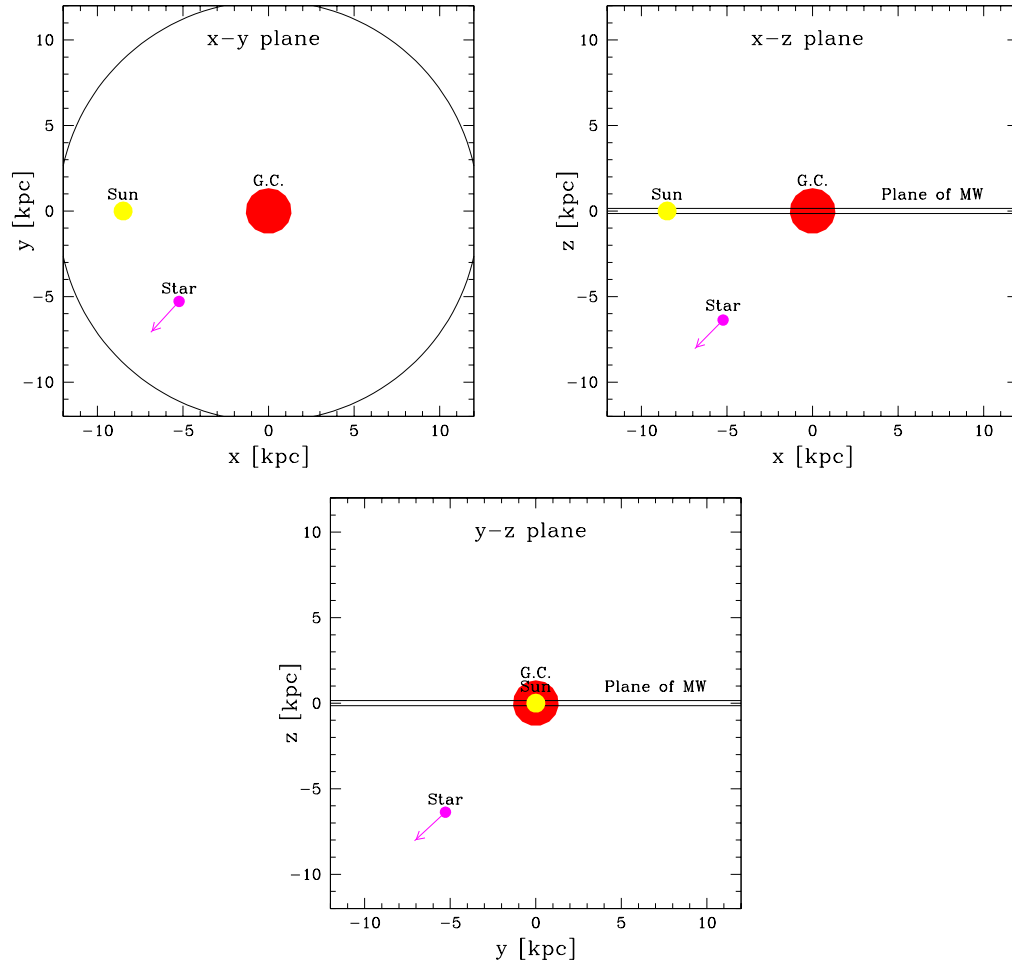 x-y plane
10
5
0
-5
-10
y [kpc]
Sun
G.C.
Star
-10 -5 0 5 10
x [kpc]
x-z plane
10
5
0
-5
-10
z [kpc]
Sun
G.C.
Plane of MW
Star
-10 -5 0 5 10
x [kpc]
y-z plane
10
5
0
-5
-10
z [kpc]
G.C.
Sun
Plane of MW
Star
-10 -5 0 5 10
y [kpc]